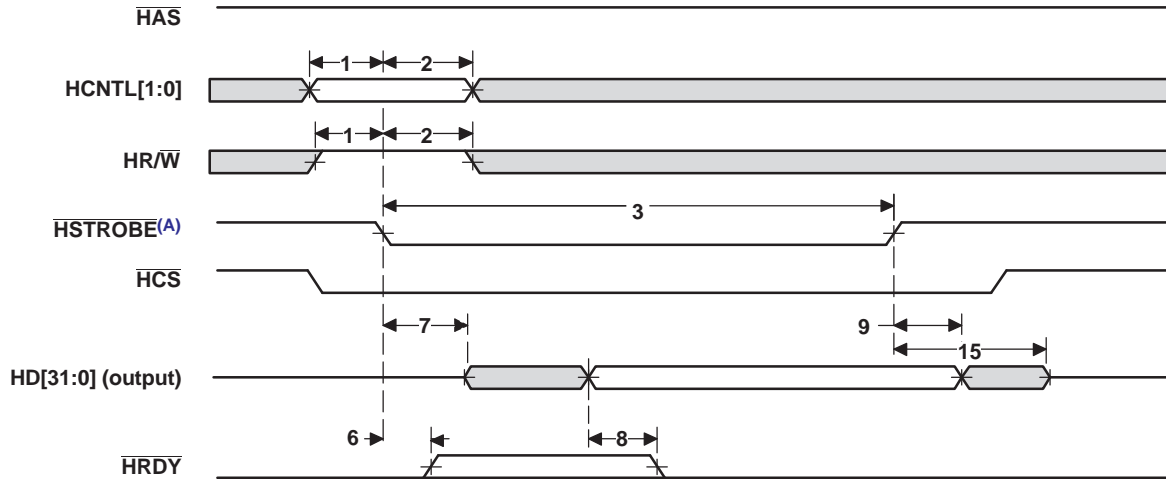 HAS
1 2
HCNTL[1:0]
1 2
HR/W
3
HSTROBE(A)
HCS
7 9
15
HD[31:0] (output)
6 8
HRDY